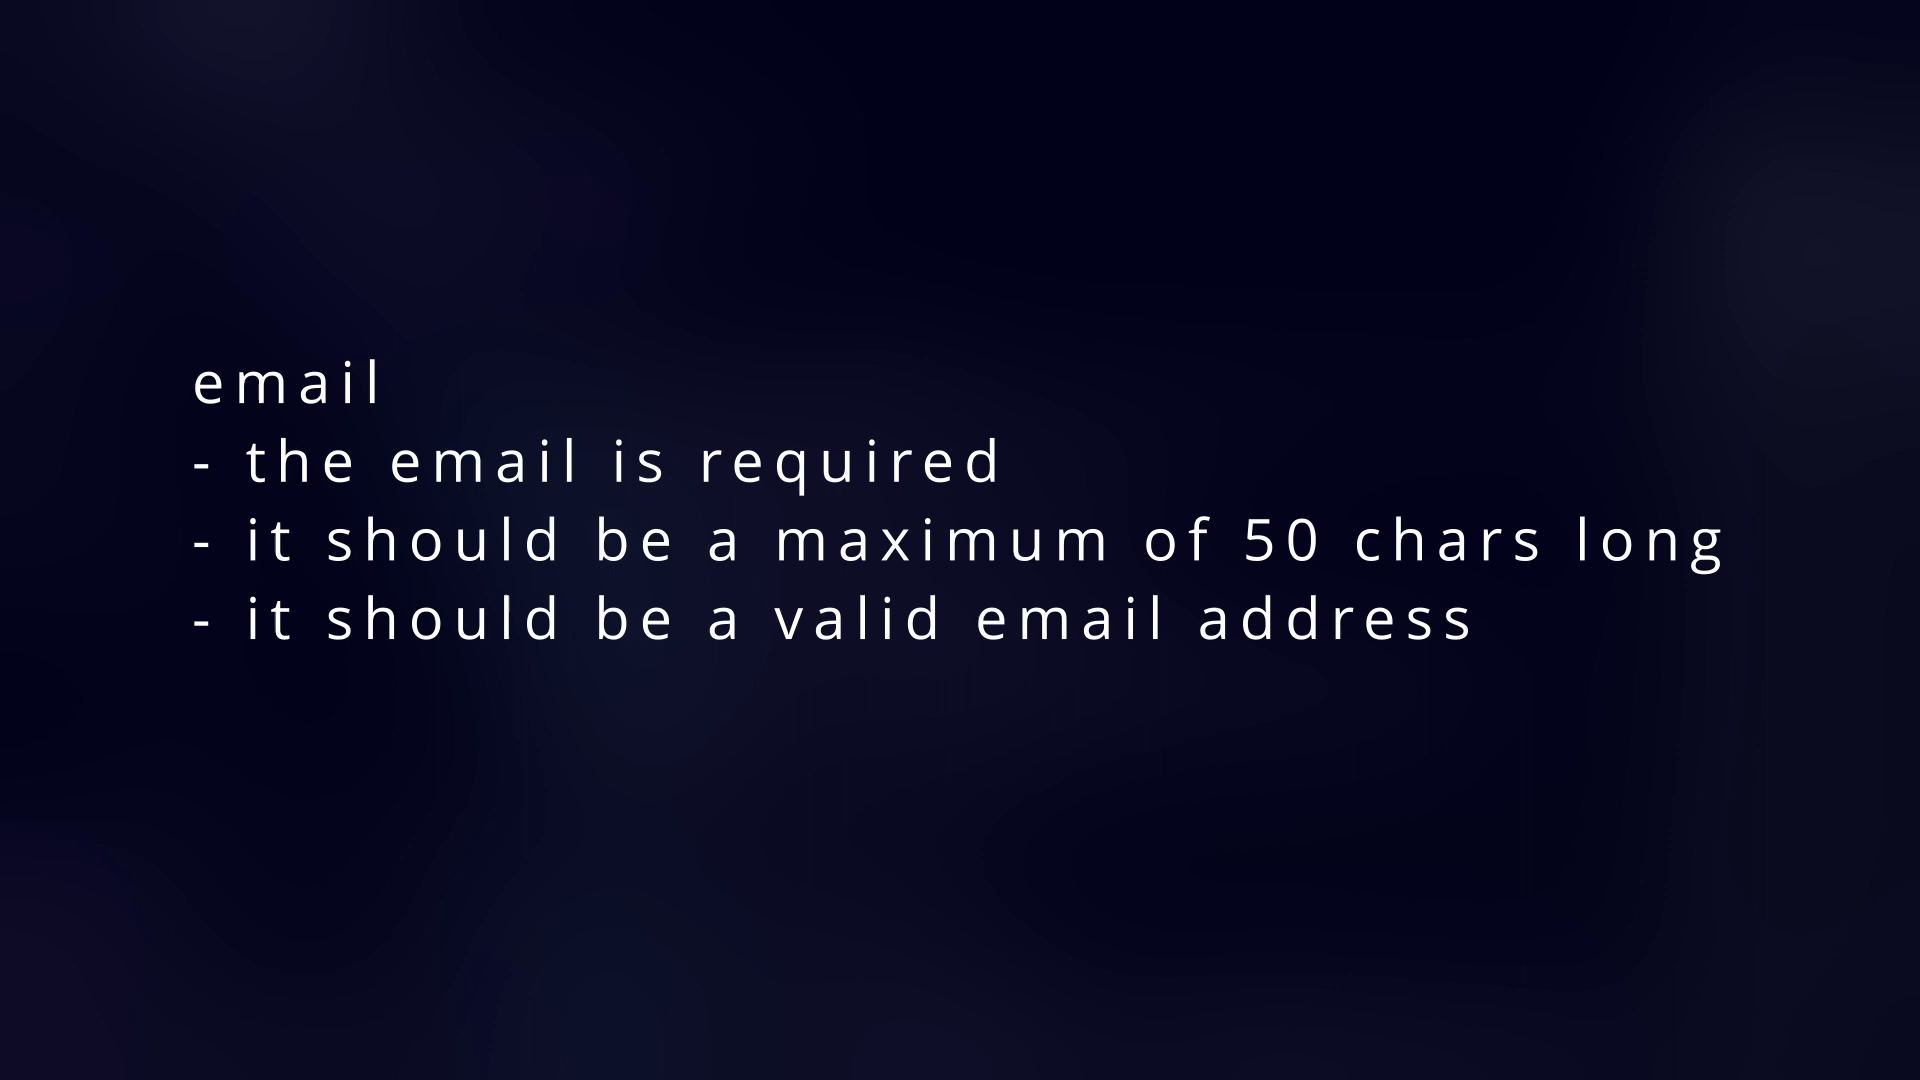 email
- the email is required
- it should be a maximum of 50 chars long
- it should be a valid email address